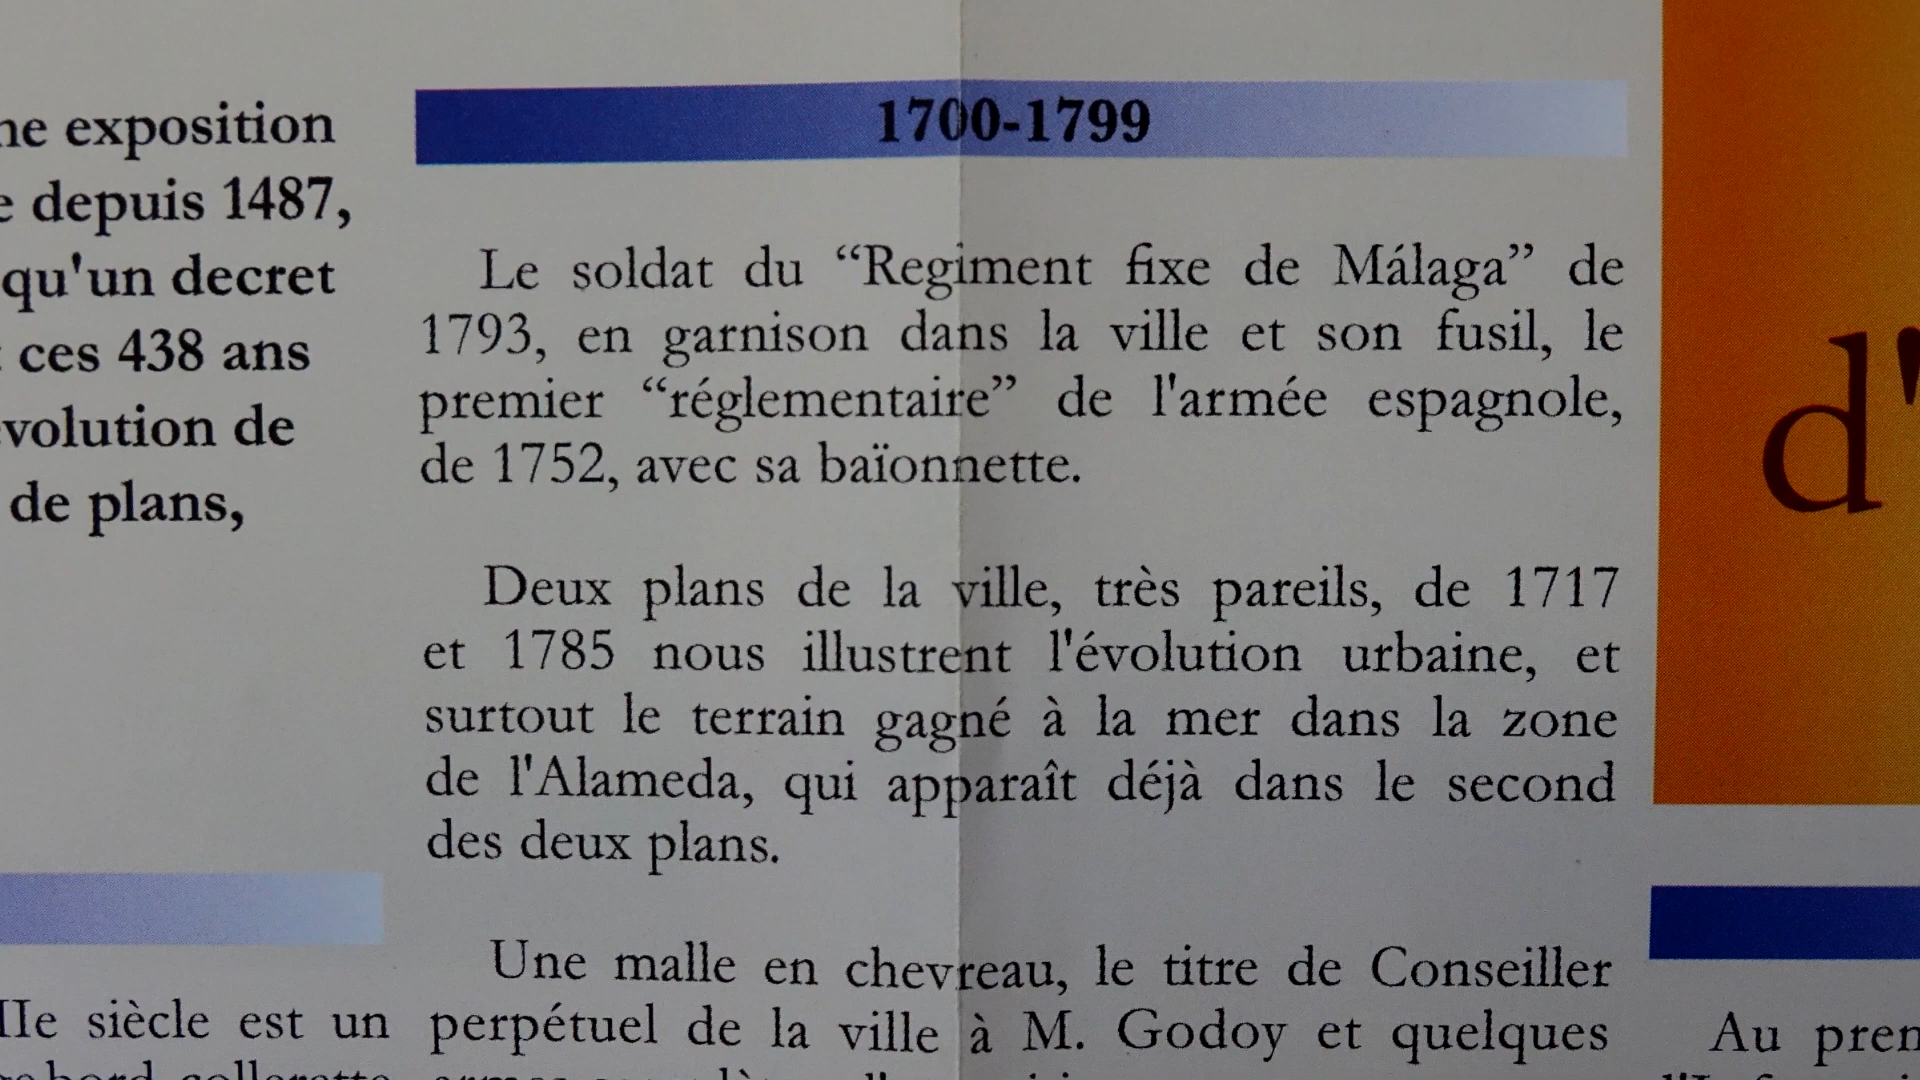 exposition
depuis 1487,
qu'un decret
ces 438 ans
de
de plans,
siècle est un
1700-1799
Le soldat du “Regiment fixe de Málaga” de
1793, en garnison dans la ville et son fusil, le
premier “réglementaire” de l'armée espagnole,
de 1752, avec sa baïonnette.
Deux plans de la ville, très pareils, de 1717
et 1785 nous illustrent l'évolution urbaine, et
surtout le terrain gagné à la mer dans la zone
de l'Alameda, qui apparaît déjà dans le second
des deux plans.
Une malle en chevreau, le titre de Conseiller
perpétuel de la ville à M. Godoy et quelques
d'
Au